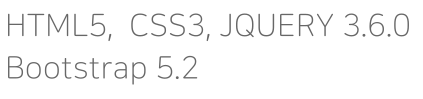 HTML5,  CSS3, JQUERY 3.6.0
Bootstrap 5.2